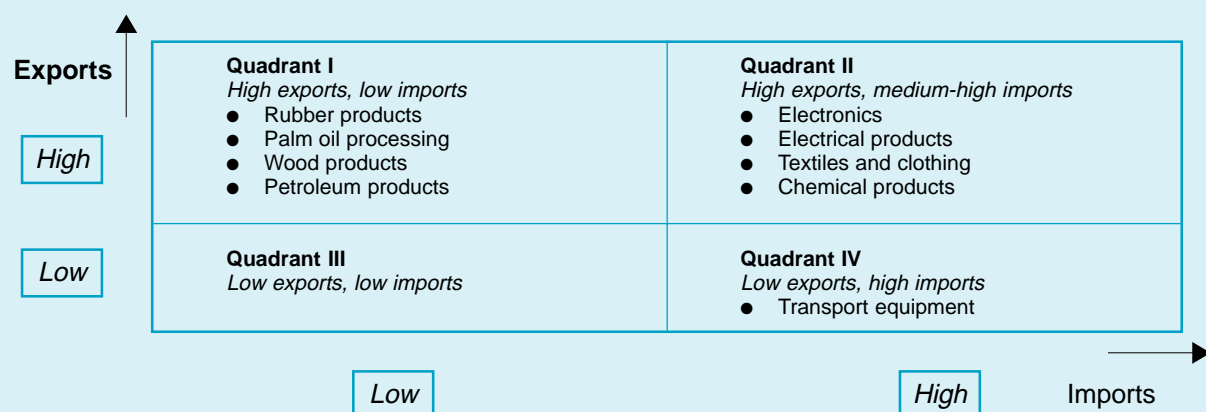 Exports
High
Low
Quadrant I
High exports, low imports
● Rubber products
● Palm oil processing
● Wood products
● Petroleum products
Quadrant II
High exports, medium-high imports
● Electronics
● Electrical products
● Textiles and clothing
● Chemical products
Quadrant III
Low exports, low imports
Quadrant IV
Low exports, high imports
● Transport equipment
Low
High
Imports